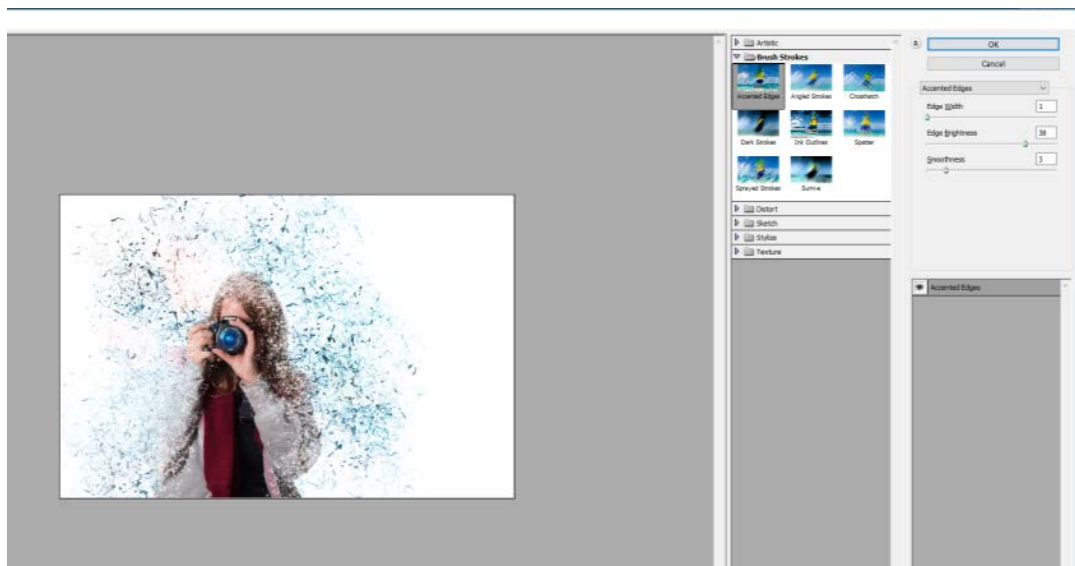 Artistic
Brush Strokes
Accented Edges
Angled Strokes
Crosshatch
Dark Strokes
Ink Outlines
Spatter
Sprayed Strokes
Sumi-e
Distort
Sketch
Stylize
Texture
OK
Cancel
Accented Edges
Edge Width 1
Edge Brightness 38
Smoothness 3
Accented Edges